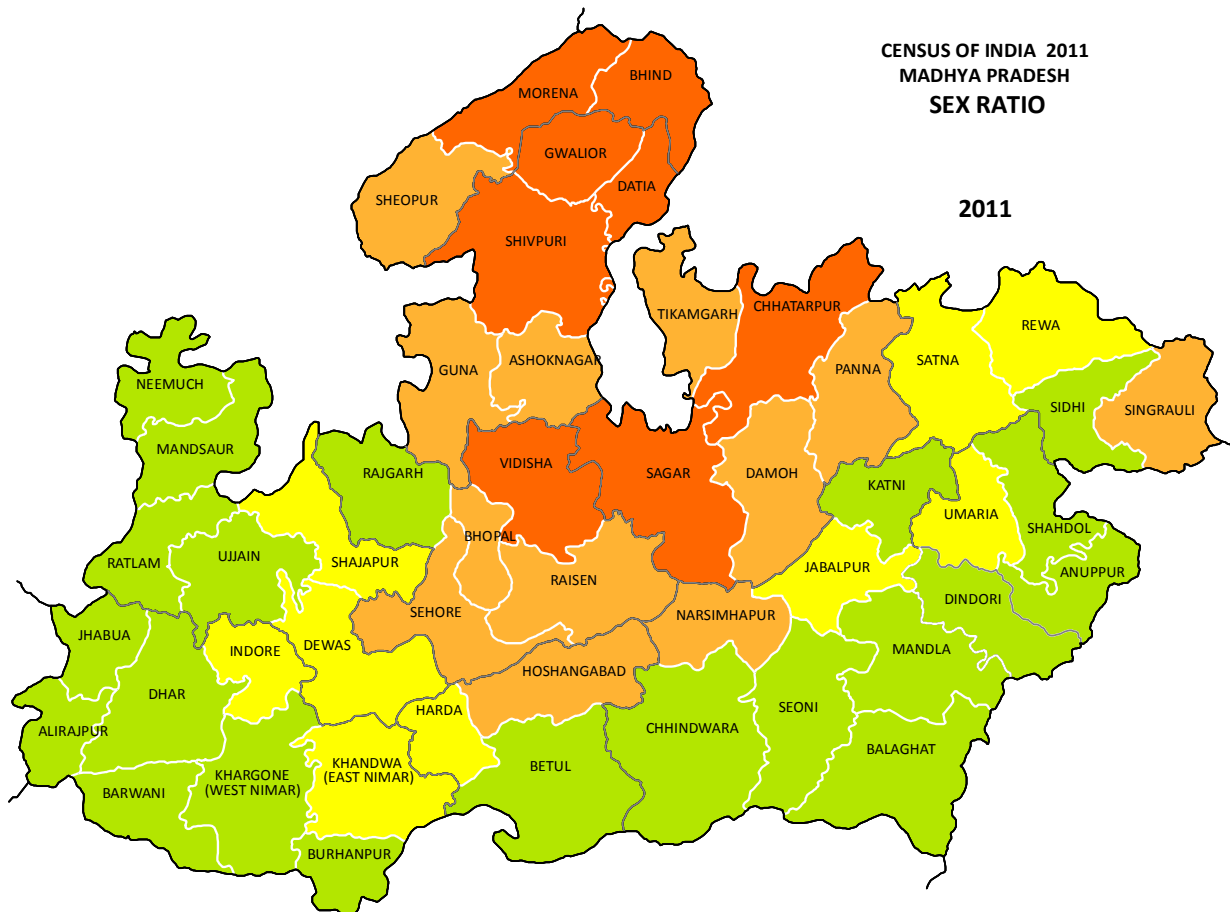 CENSUS OF INDIA 2011
MADHYA PRADESH
SEX RATIO
2011
BHIND
MORENA
GWALIOR
DATIA
SHEOPUR
SHIVPURI
CHHATARPUR
TIKAMGARH
REWA
ASHOKNAGAR
SATNA
GUNA
PANNA
NEEMUCH
SIDHI
SINGRAULI
MANDSAUR
VIDISHA
RAJGARH
SAGAR
DAMOH
KATNI
UMARIA
SHAHDOL
BHOPAL
UJJAIN
RATLAM
SHAJAPUR
JABALPUR
RAISEN
ANUPPUR
DINDORI
SEHORE
NARSIMHAPUR
JHABUA
INDORE
DEWAS
MANDLA
HOSHANGABAD
DHAR
SEONI
HARDA
CHHINDWARA
ALIRAJPUR
BALAGHAT
BETUL
KHANDWA
(EAST NIMAR)
KHARGONE
(WEST NIMAR)
BARWANI
BURHANPUR